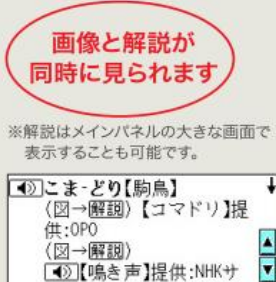 画像と解説が
同時に見られます
※解説はメインパネルの大きな画面で
表示することも可能です。
こま‐どり【駒鳥】
(図→解説)【コマドリ】提
供:OPO
(図→解説)
【鳴き声】提供:NHKサ